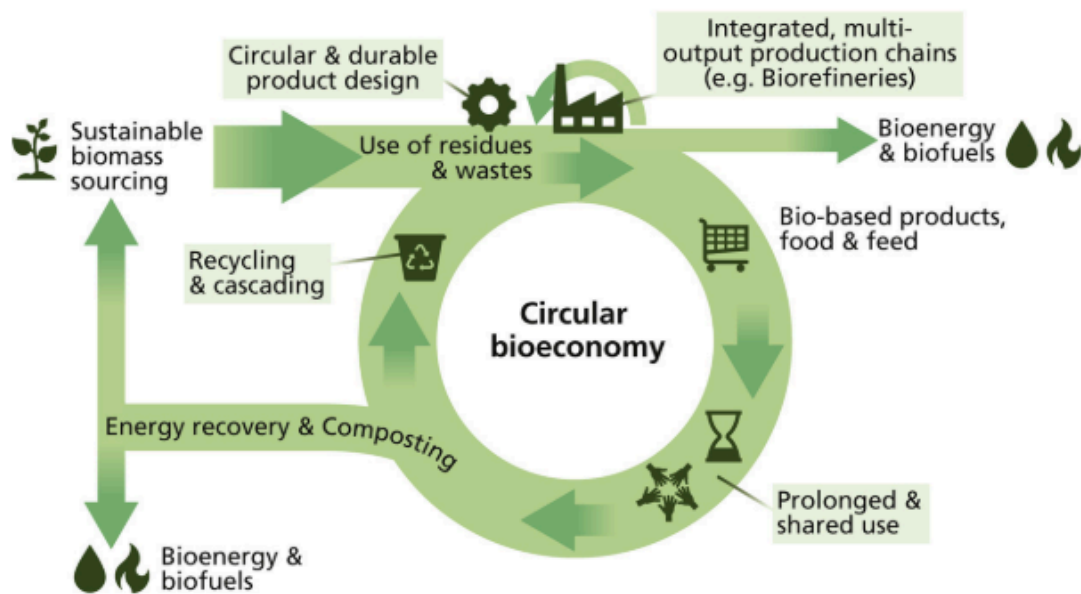 Circular & durable
product design
Integrated, multi-
output production chains
(e.g. Biorefineries)
Sustainable
biomass
sourcing
Use of residues
& wastes
Bioenergy
& biofuels
Bio-based products,
food & feed
Recycling
& cascading
Circular
bioeconomy
Energy recovery & Composting
Prolonged &
shared use
Bioenergy &
biofuels